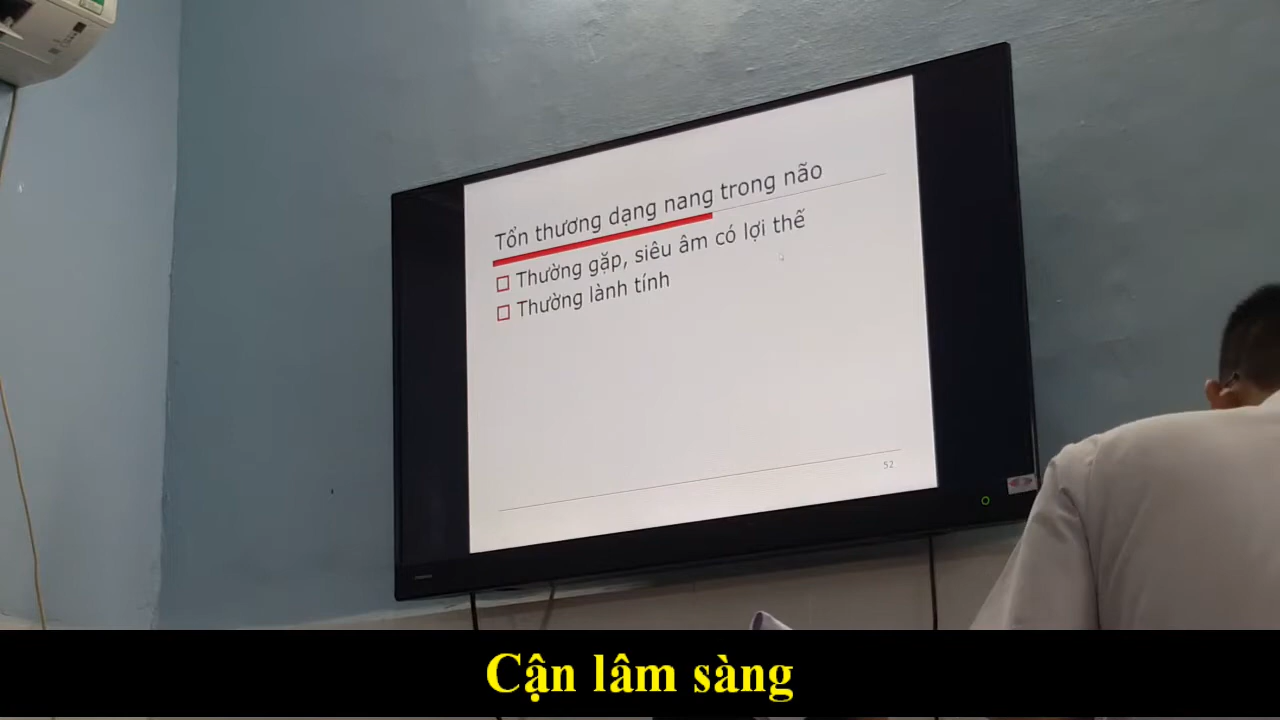 Tổn thương dạng nang trong não
Thường gặp, siêu âm có lợi thế
Thường lành tính
52
Cận lâm sàng